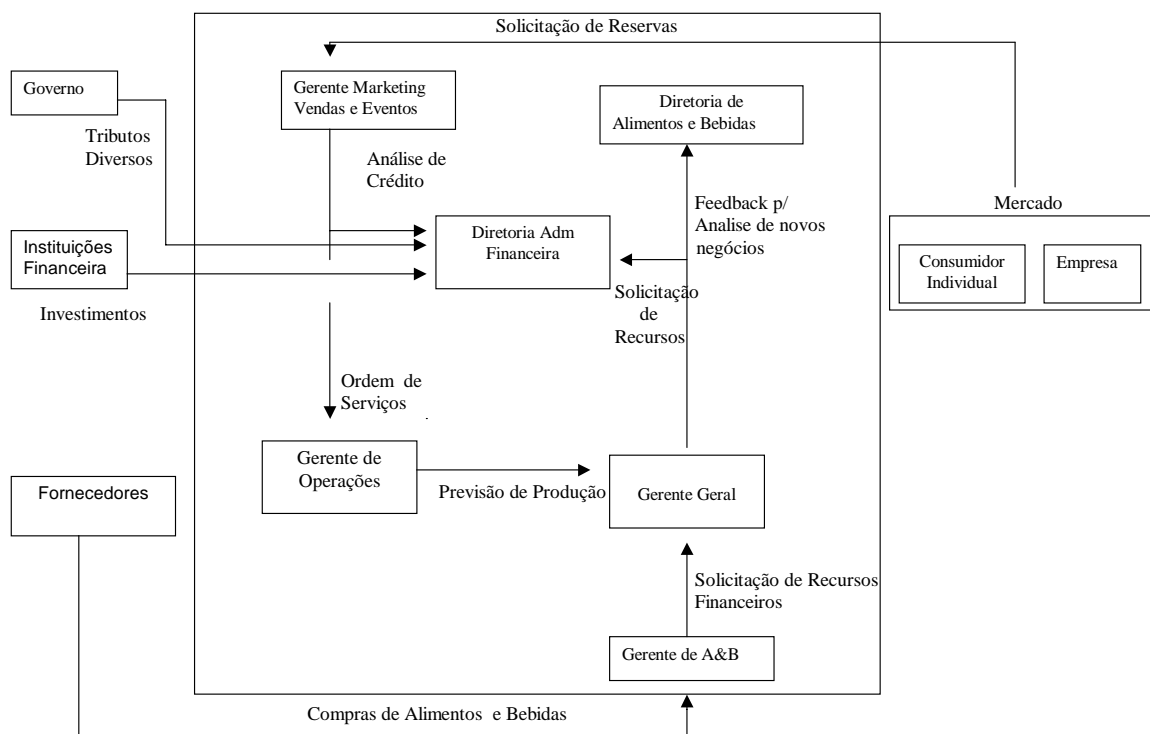 Solicitação de Reservas
Governo
Gerente Marketing
Vendas e Eventos
Diretoria de
Alimentos e Bebidas
Tributos
Diversos
Análise de
Crédito
Feedback p/
Analise de novos
negócios
Mercado
Instituições
Financeira
Diretoria Adm
Financeira
Consumidor
Individual
Empresa
Investimentos
Solicitação
de
Recursos
Ordem de
Serviços
.
Gerente de
Operações
Previsão de Produção
Gerente Geral
Fornecedores
Solicitação de Recursos
Financeiros
Gerente de A&B
Compras de Alimentos e Bebidas